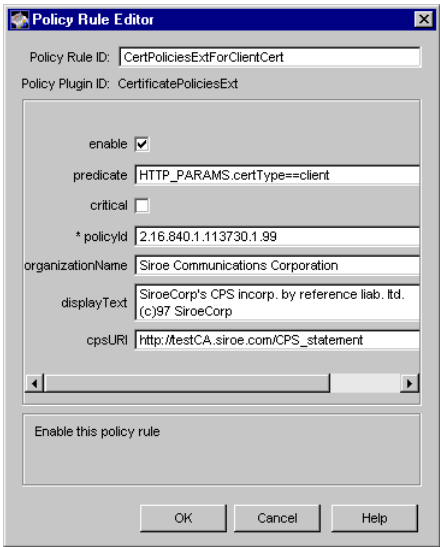 Policy Rule Editor
Policy Rule ID: CertPoliciesExtForClientCert
Policy Plugin ID: CertificatePoliciesExt
enable
predicate HTTP_PARAMS.certType==client
critical
* policyId 2.16.840.1.113730.1.99
organizationName Siroe Communications Corporation
displayText SiroeCorp's CPS incorp. by reference liab. ltd.
(c)97 SiroeCorp
cpsURI http://testCA.siroe.com/CPS_statement
Enable this policy rule
OK Cancel Help